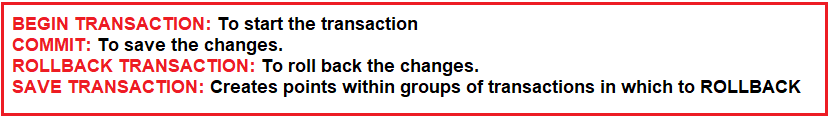 BEGIN TRANSACTION: To start the transaction
COMMIT: To save the changes.
ROLLBACK TRANSACTION: To roll back the changes.
SAVE TRANSACTION: Creates points within groups of transactions in which to ROLLBACK